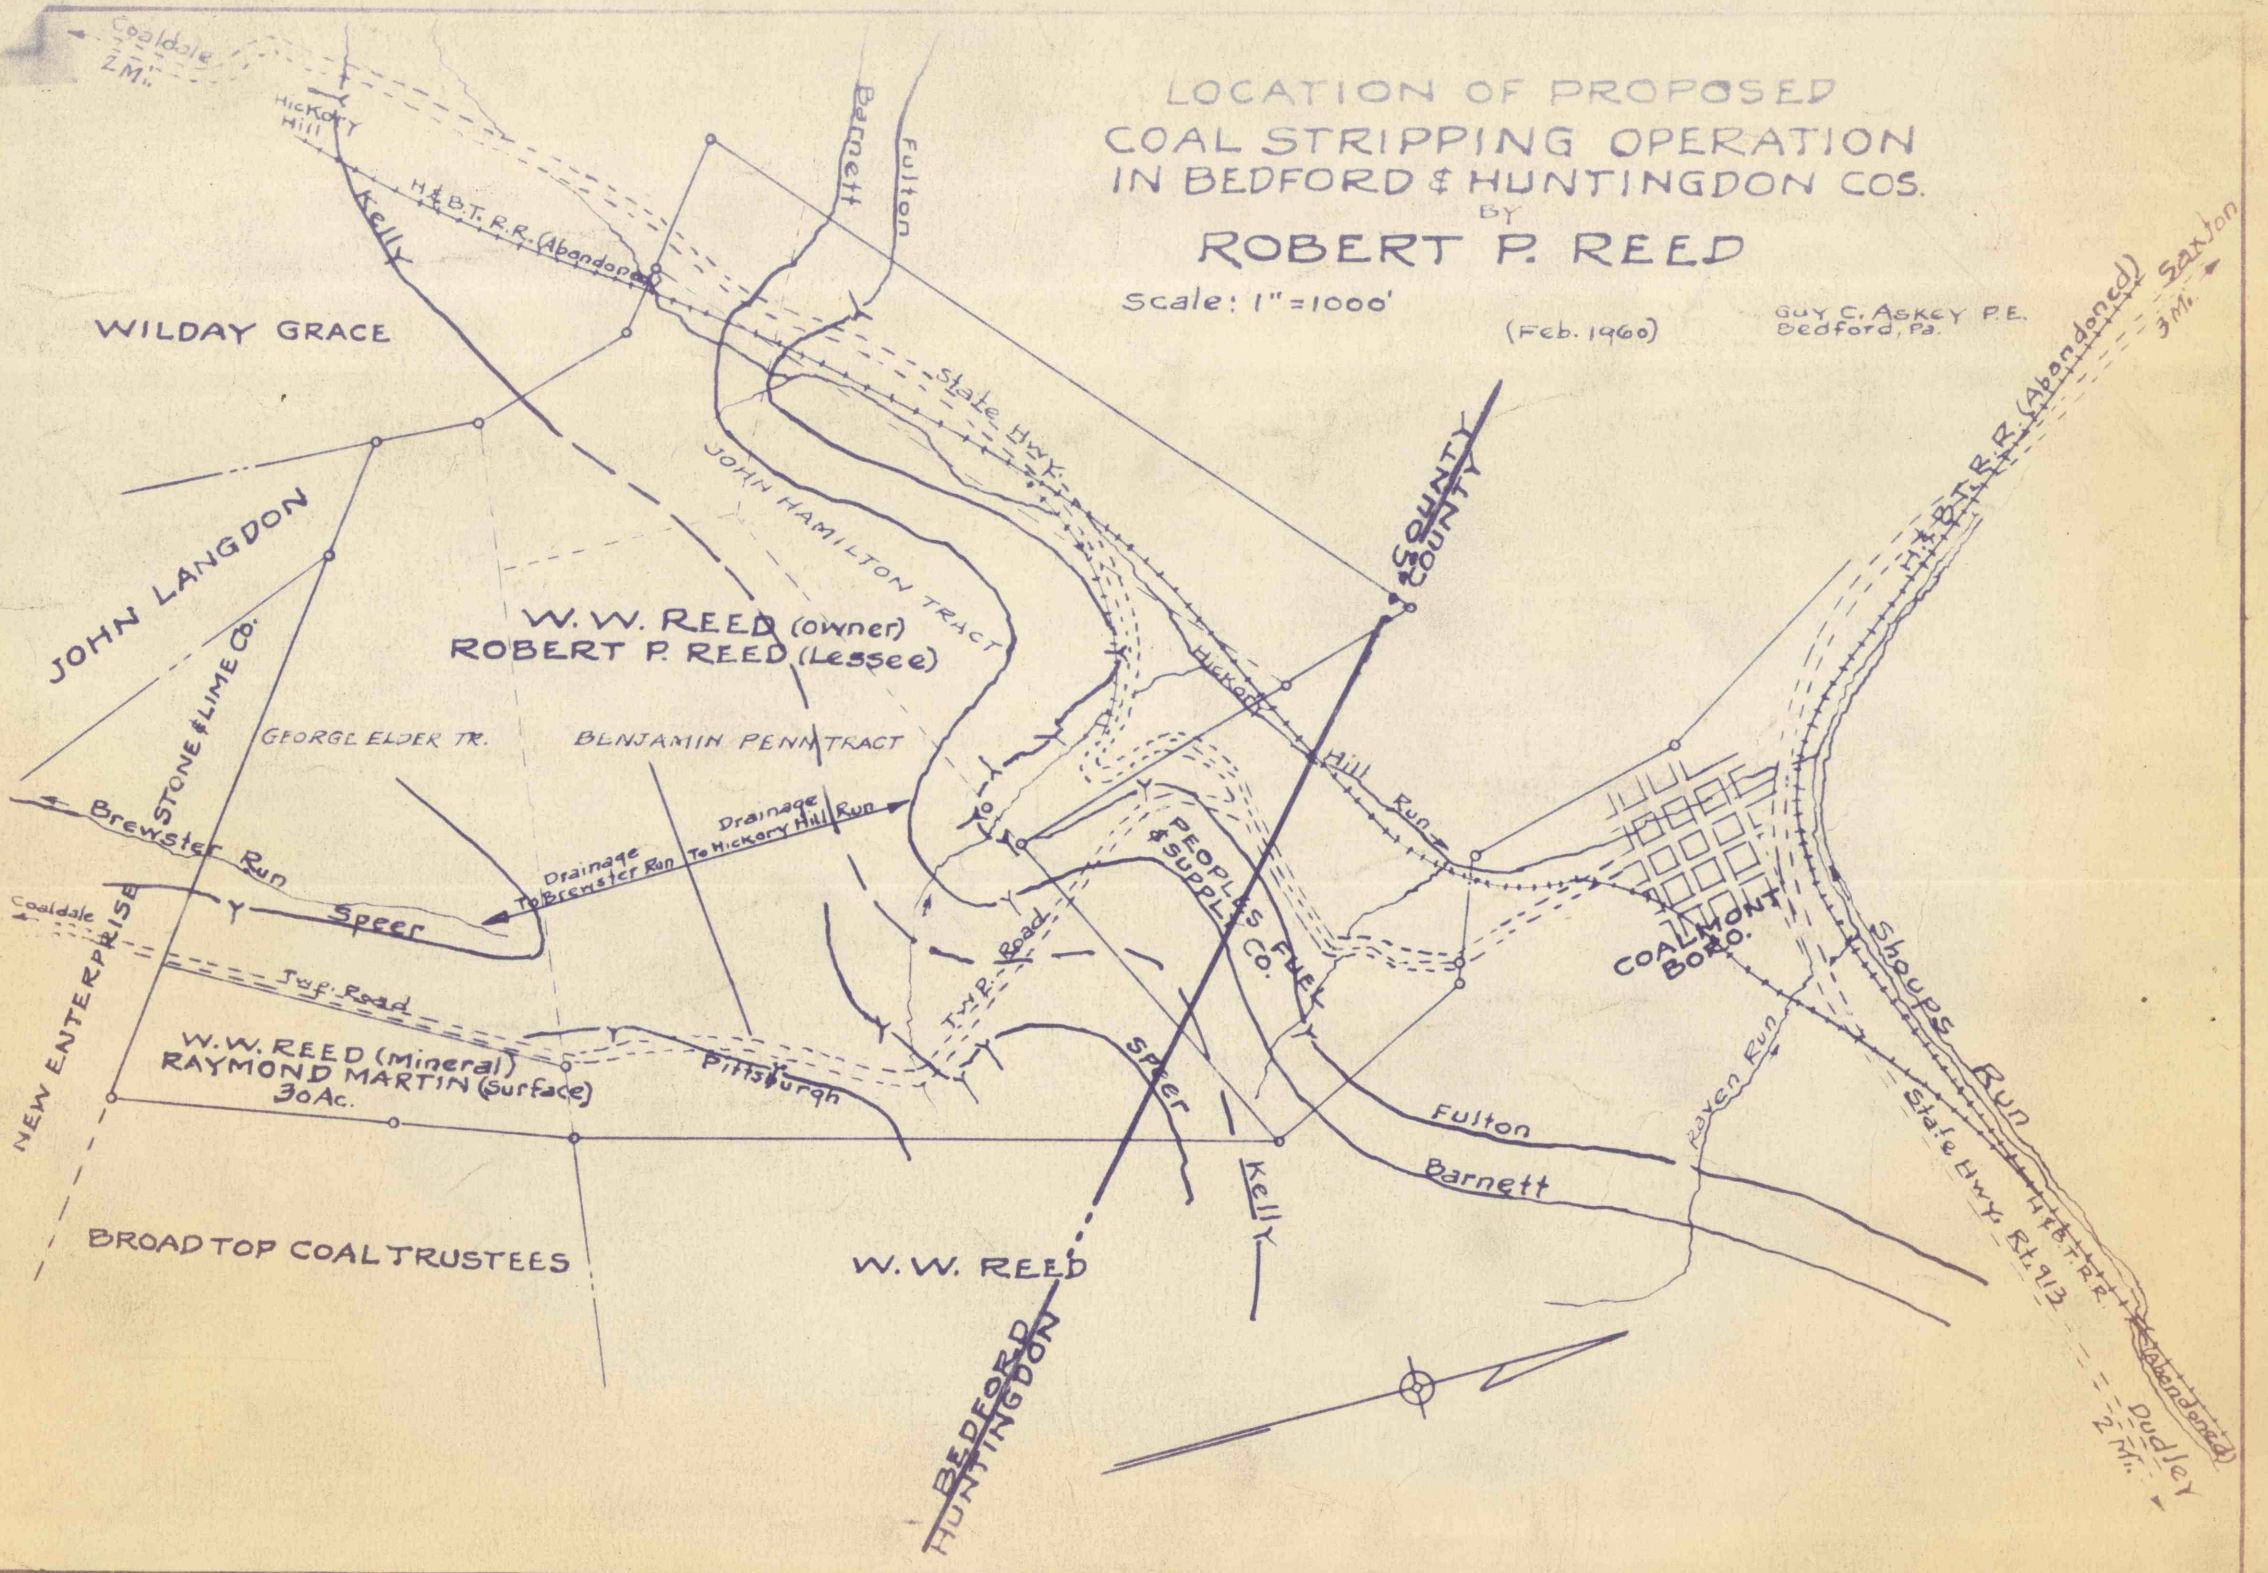 LOCATION OF PROPOSED
COAL STRIPPING OPERATION
IN BEDFORD & HUNTINGDON COS.
BY
ROBERT P. REED
Scale: 1"=1000'
(Feb. 1960)
GUY C. ASKEY P.E.
Bedford, Pa.
Coaldale
2 Mi.
Hickory
Hill
Kelly
H.& B.T. R.R. (Abandoned)
Barnett
Fulton
WILDAY GRACE
State Hwy.
JOHN HAMILTON TRACT
COUNTY
COUNTY
H.& B.T. R.R. (Abandoned)
Saxton
3 Mi.
JOHN LANGDON
W. W. REED (owner)
ROBERT P. REED (Lessee)
NEW ENTERPRISE STONE & LIME CO.
GEORGE ELDER TR.
BENJAMIN PENN TRACT
Hickory Hill Run
Brewster Run
Drainage
To Brewster Run
Drainage
To Hickory Hill Run
Speer
Coaldale
Twp. Road
PEOPLES FUEL
& SUPPLY CO.
Twp. Road
COALMONT
BORO.
Shoups Run
Raven Run
W. W. REED (Mineral)
RAYMOND MARTIN (Surface)
30 Ac.
Pittsburgh
Speer
Fulton
Barnett
Kelly
State Hwy. Rt. 913
H.& B.T. R.R. (Abandoned)
Dudley
2 Mi.
BROAD TOP COAL TRUSTEES
W. W. REED
BEDFORD
HUNTINGDON